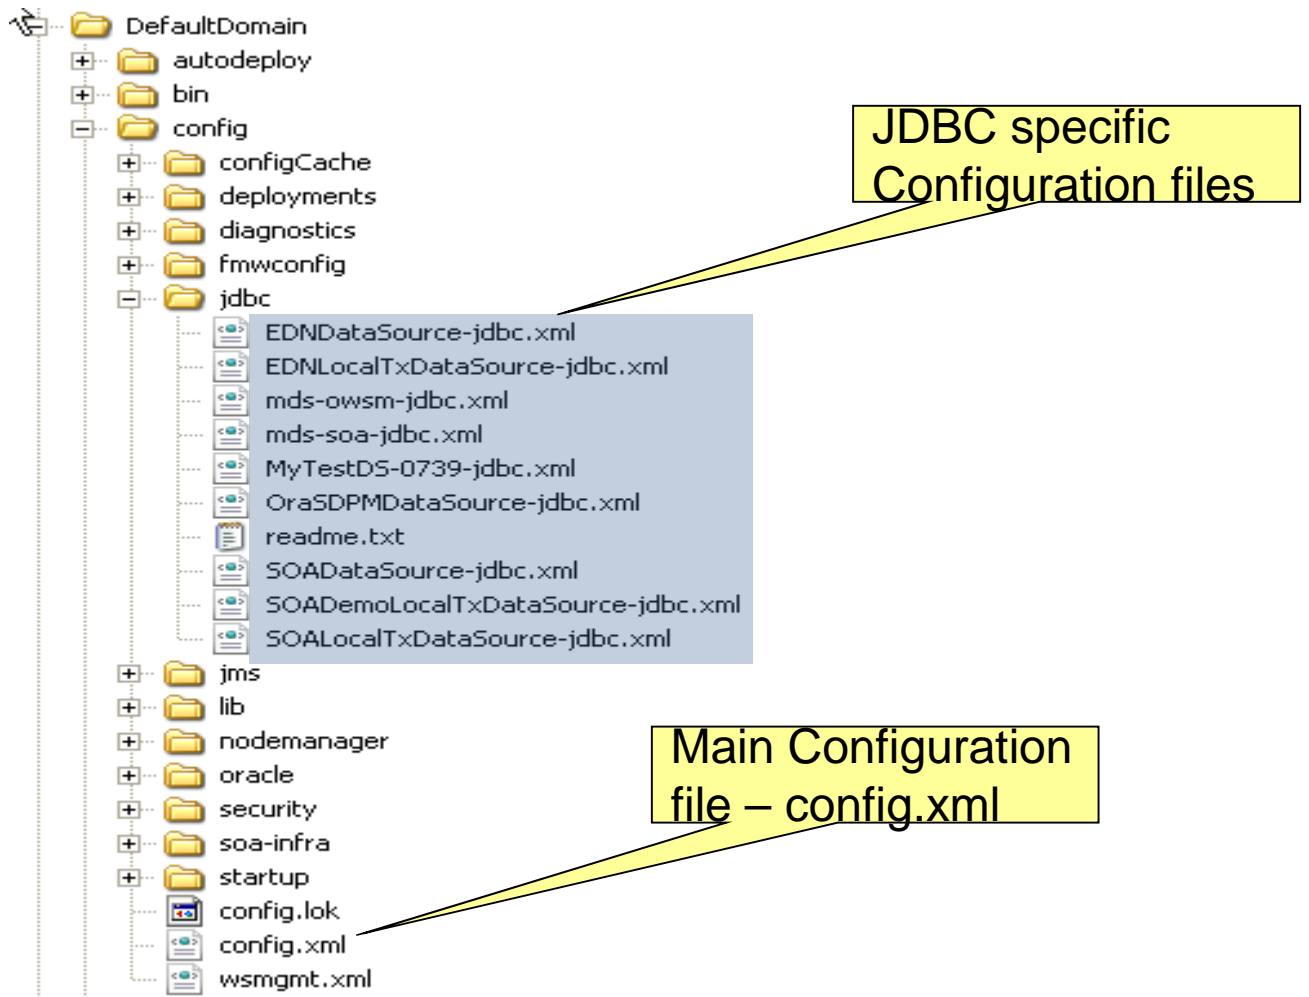 DefaultDomain
autodeploy
bin
config
configCache
deployments
diagnostics
fmwconfig
jdbc
EDNDataSource-jdbc.xml
EDNLocalTxDataSource-jdbc.xml
mds-owsm-jdbc.xml
mds-soa-jdbc.xml
MyTestDS-0739-jdbc.xml
OraSDPMDataSource-jdbc.xml
readme.txt
SOADataSource-jdbc.xml
SOADemoLocalTxDataSource-jdbc.xml
SOALocalTxDataSource-jdbc.xml
jms
lib
nodemanager
oracle
security
soa-infra
startup
config.lok
config.xml
wsmgmt.xml
JDBC specific
Configuration files
Main Configuration
file – config.xml